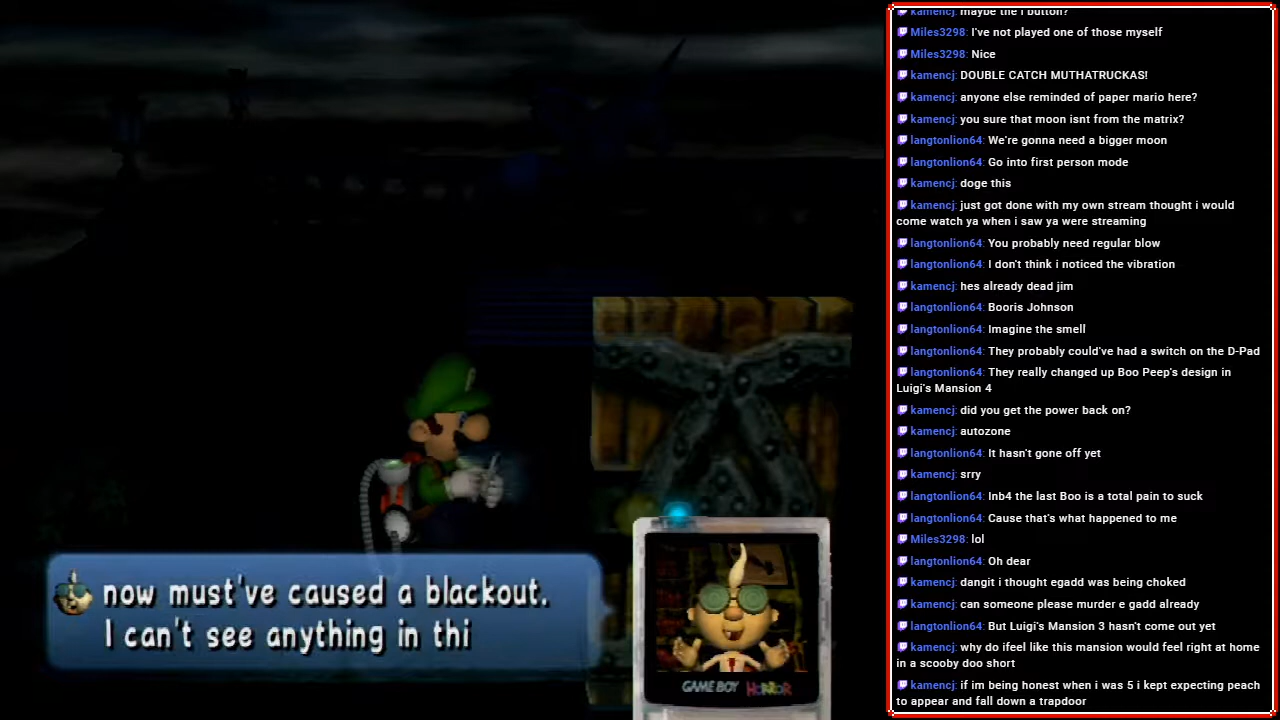 now must've caused a blackout.
I can't see anything in thi
GAME BOY HORROR
kamencj: maybe the l button?
Miles3298: I've not played one of those myself
Miles3298: Nice
kamencj: DOUBLE CATCH MUTHATRUCKAS!
kamencj: anyone else reminded of paper mario here?
kamencj: you sure that moon isnt from the matrix?
langtonlion64: We're gonna need a bigger moon
langtonlion64: Go into first person mode
kamencj: doge this
kamencj: just got done with my own stream thought i would
come watch ya when i saw ya were streaming
langtonlion64: You probably need regular blow
langtonlion64: I don't think i noticed the vibration
kamencj: hes already dead jim
langtonlion64: Booris Johnson
langtonlion64: Imagine the smell
langtonlion64: They probably could've had a switch on the D-Pad
langtonlion64: They really changed up Boo Peep's design in
Luigi's Mansion 4
kamencj: did you get the power back on?
kamencj: autozone
langtonlion64: It hasn't gone off yet
kamencj: srry
langtonlion64: Inb4 the last Boo is a total pain to suck
langtonlion64: Cause that's what happened to me
Miles3298: lol
langtonlion64: Oh dear
kamencj: dangit i thought egadd was being choked
kamencj: can someone please murder e gadd already
langtonlion64: But Luigi's Mansion 3 hasn't come out yet
kamencj: why do ifeel like this mansion would feel right at home
in a scooby doo short
kamencj: if im being honest when i was 5 i kept expecting peach
to appear and fall down a trapdoor